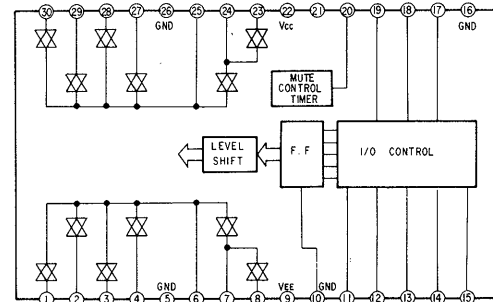 30 29 28 27 26 25 24 23 22 21 20 19 18 17 16
GND Vcc GND
MUTE
CONTROL
TIMER
LEVEL
SHIFT
F.F
I/O CONTROL
GND VEE GND
1 2 3 4 5 6 7 8 9 10 11 12 13 14 15